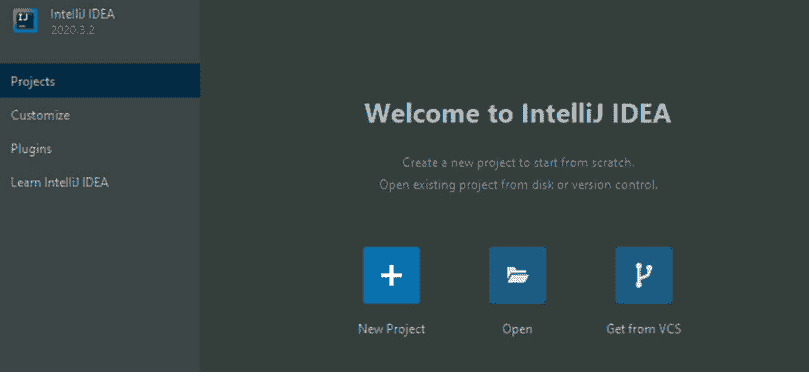 IJ
IntelliJ IDEA
2020.3.2
Projects
Customize
Plugins
Learn IntelliJ IDEA
Welcome to IntelliJ IDEA
Create a new project to start from scratch.
Open existing project from disk or version control.
New Project
Open
Get from VCS